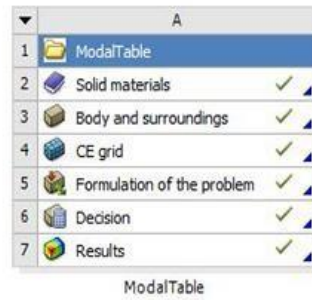 A
1 ModalTable
2 Solid materials
3 Body and surroundings
4 CE grid
5 Formulation of the problem
6 Decision
7 Results
ModalTable